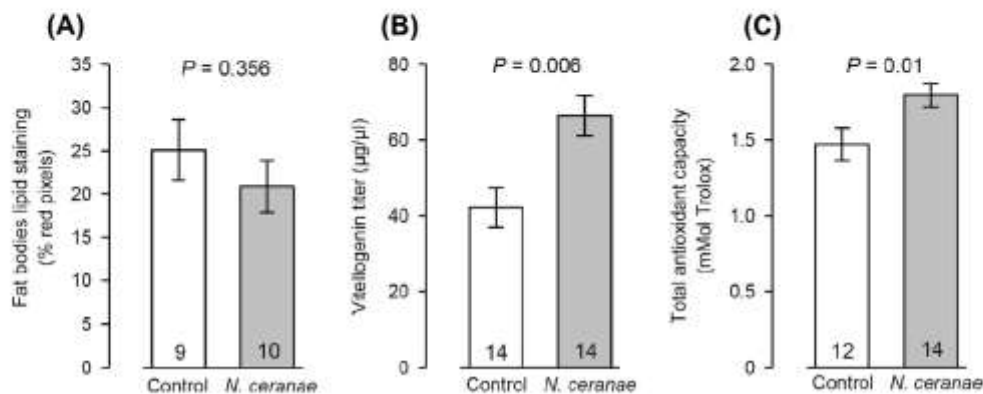 (A)
Fat bodies lipid staining
(% red pixels)
35
30
25
20
15
10
5
0
P = 0.356
9
10
Control
N. ceranae
(B)
Vitellogenin titer (µg/µl)
80
60
40
20
0
P = 0.006
14
14
Control
N. ceranae
(C)
Total antioxidant capacity
(mMol Trolox)
2.0
1.5
1.0
0.5
0
P = 0.01
12
14
Control
N. ceranae